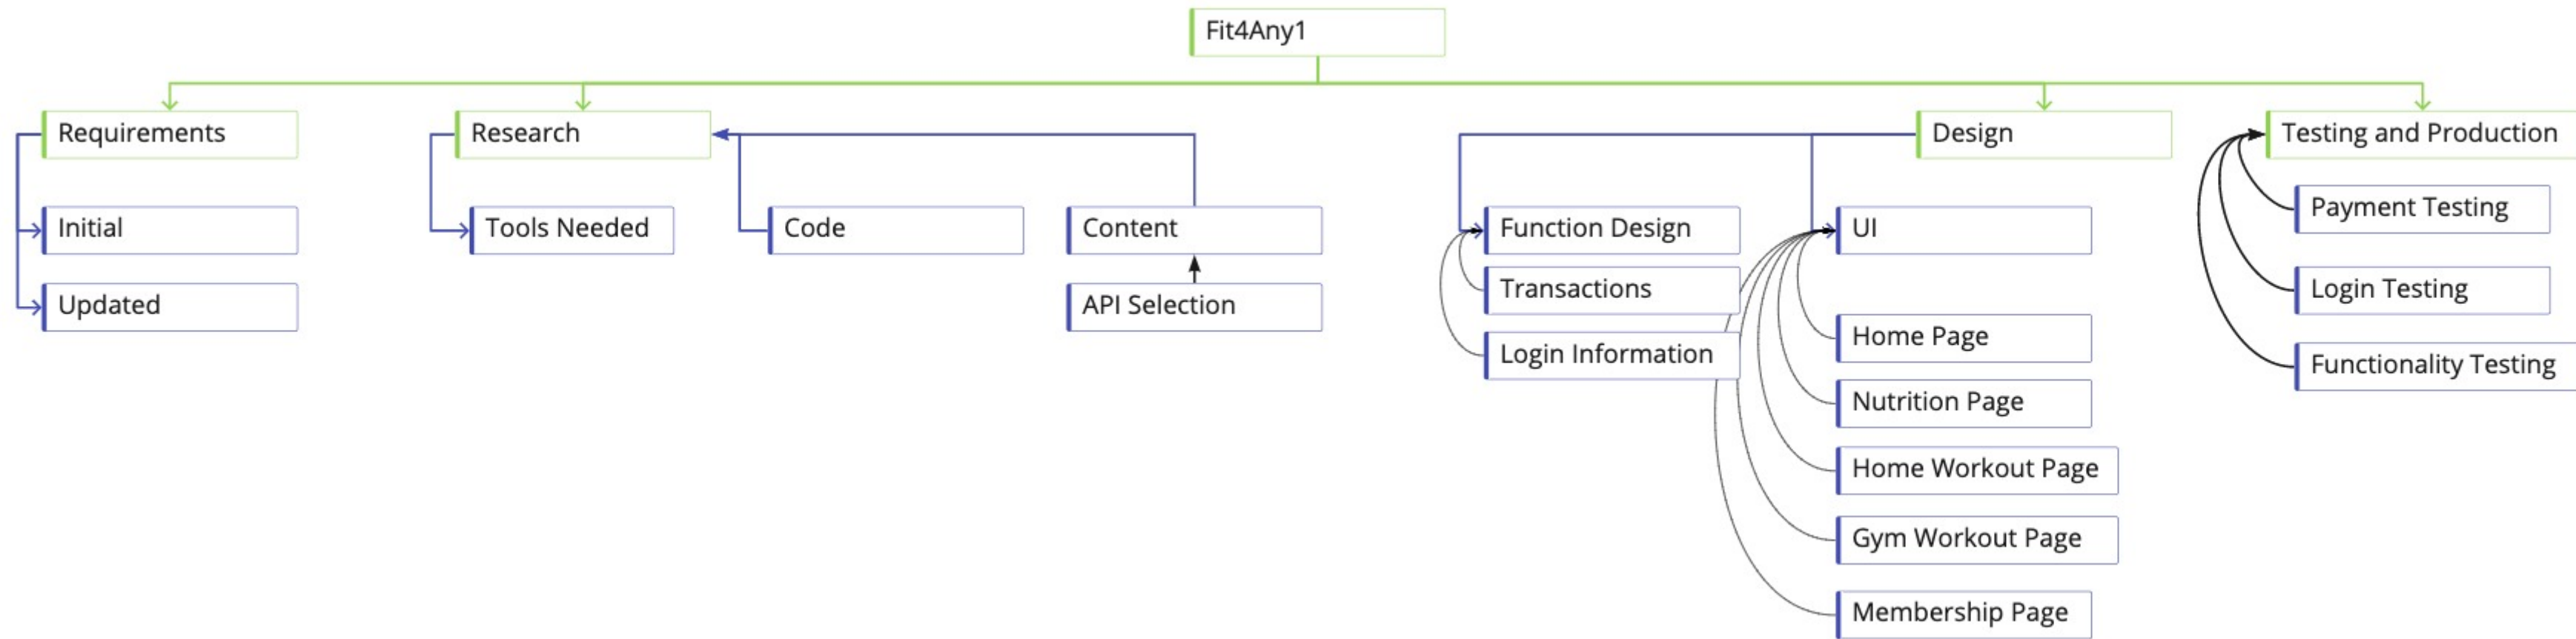 Fit4Any1
Requirements
Research
Design
Testing and Production
Initial
Updated
Tools Needed
Code
Content
API Selection
Function Design
Transactions
Login Information
UI
Home Page
Nutrition Page
Home Workout Page
Gym Workout Page
Membership Page
Payment Testing
Login Testing
Functionality Testing